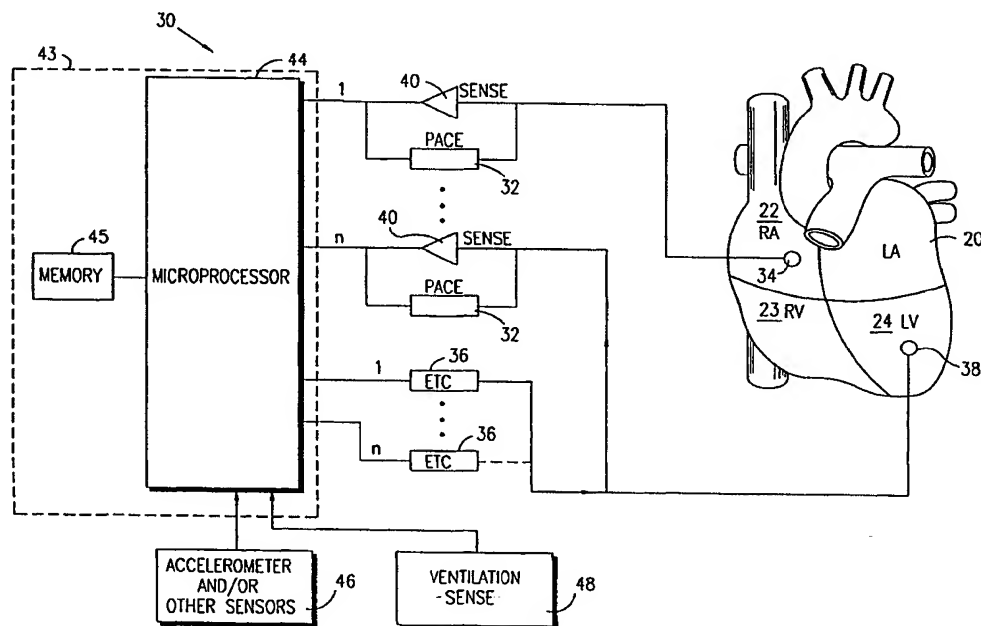 30
43
44
1
40
SENSE
PACE
32
n
40
SENSE
PACE
32
45
MEMORY
MICROPROCESSOR
1
36
ETC
n
36
ETC
22
RA
34
LA
20
23 RV
24 LV
38
ACCELEROMETER
AND/OR
OTHER SENSORS
46
VENTILATION
SENSE
48